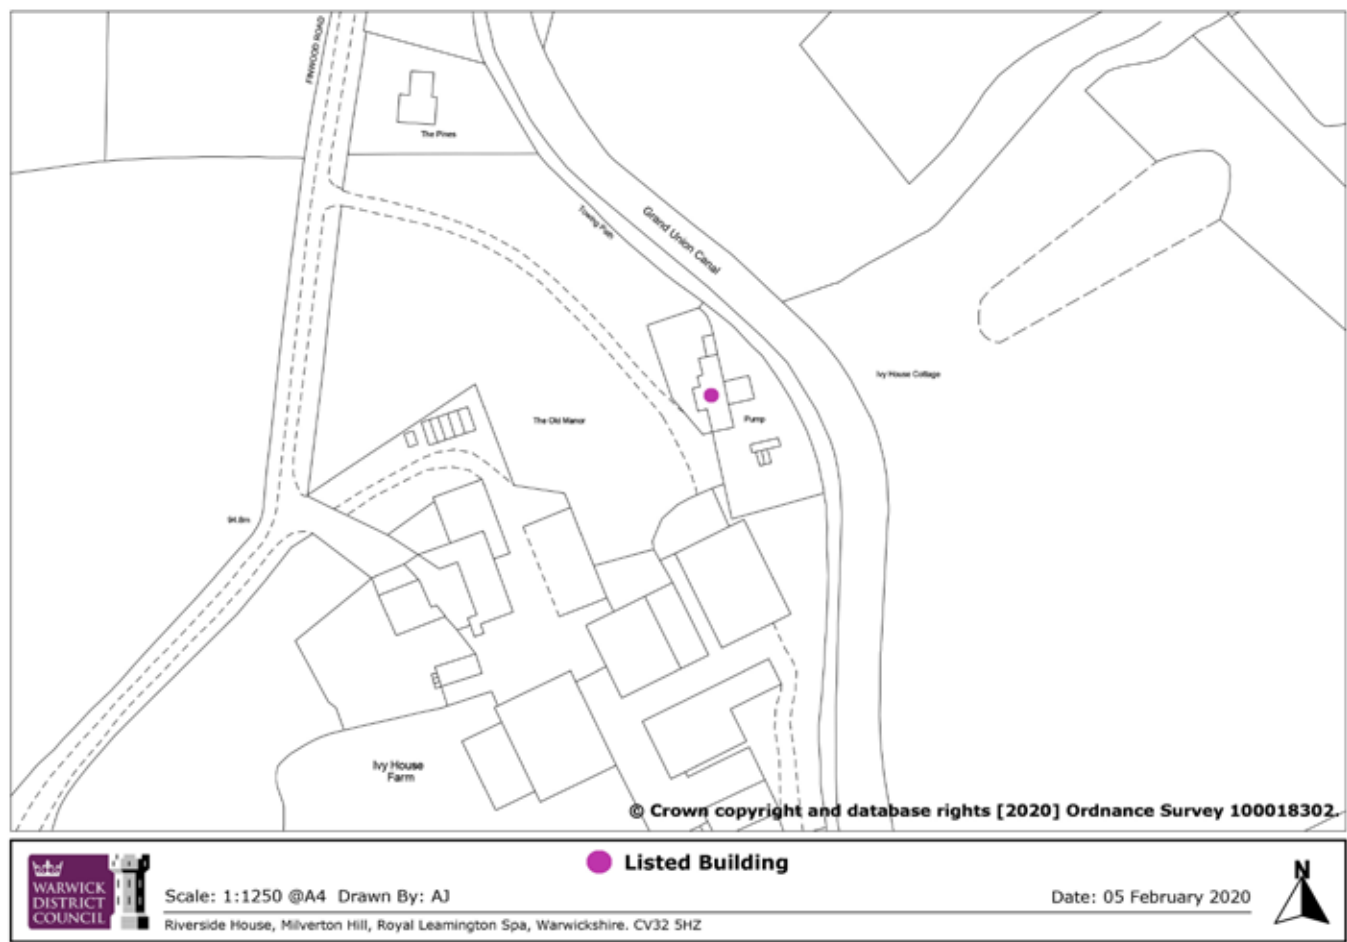 FINWOOD ROAD
The Pines
Towing Path
Grand Union Canal
Ivy House Cottage
The Old Manor
Pump
94.8m
Ivy House
Farm
© Crown copyright and database rights [2020] Ordnance Survey 100018302.
Listed Building
N
WARWICK
DISTRICT
COUNCIL
Scale: 1:1250 @A4 Drawn By: AJ
Date: 05 February 2020
Riverside House, Milverton Hill, Royal Leamington Spa, Warwickshire. CV32 5HZ